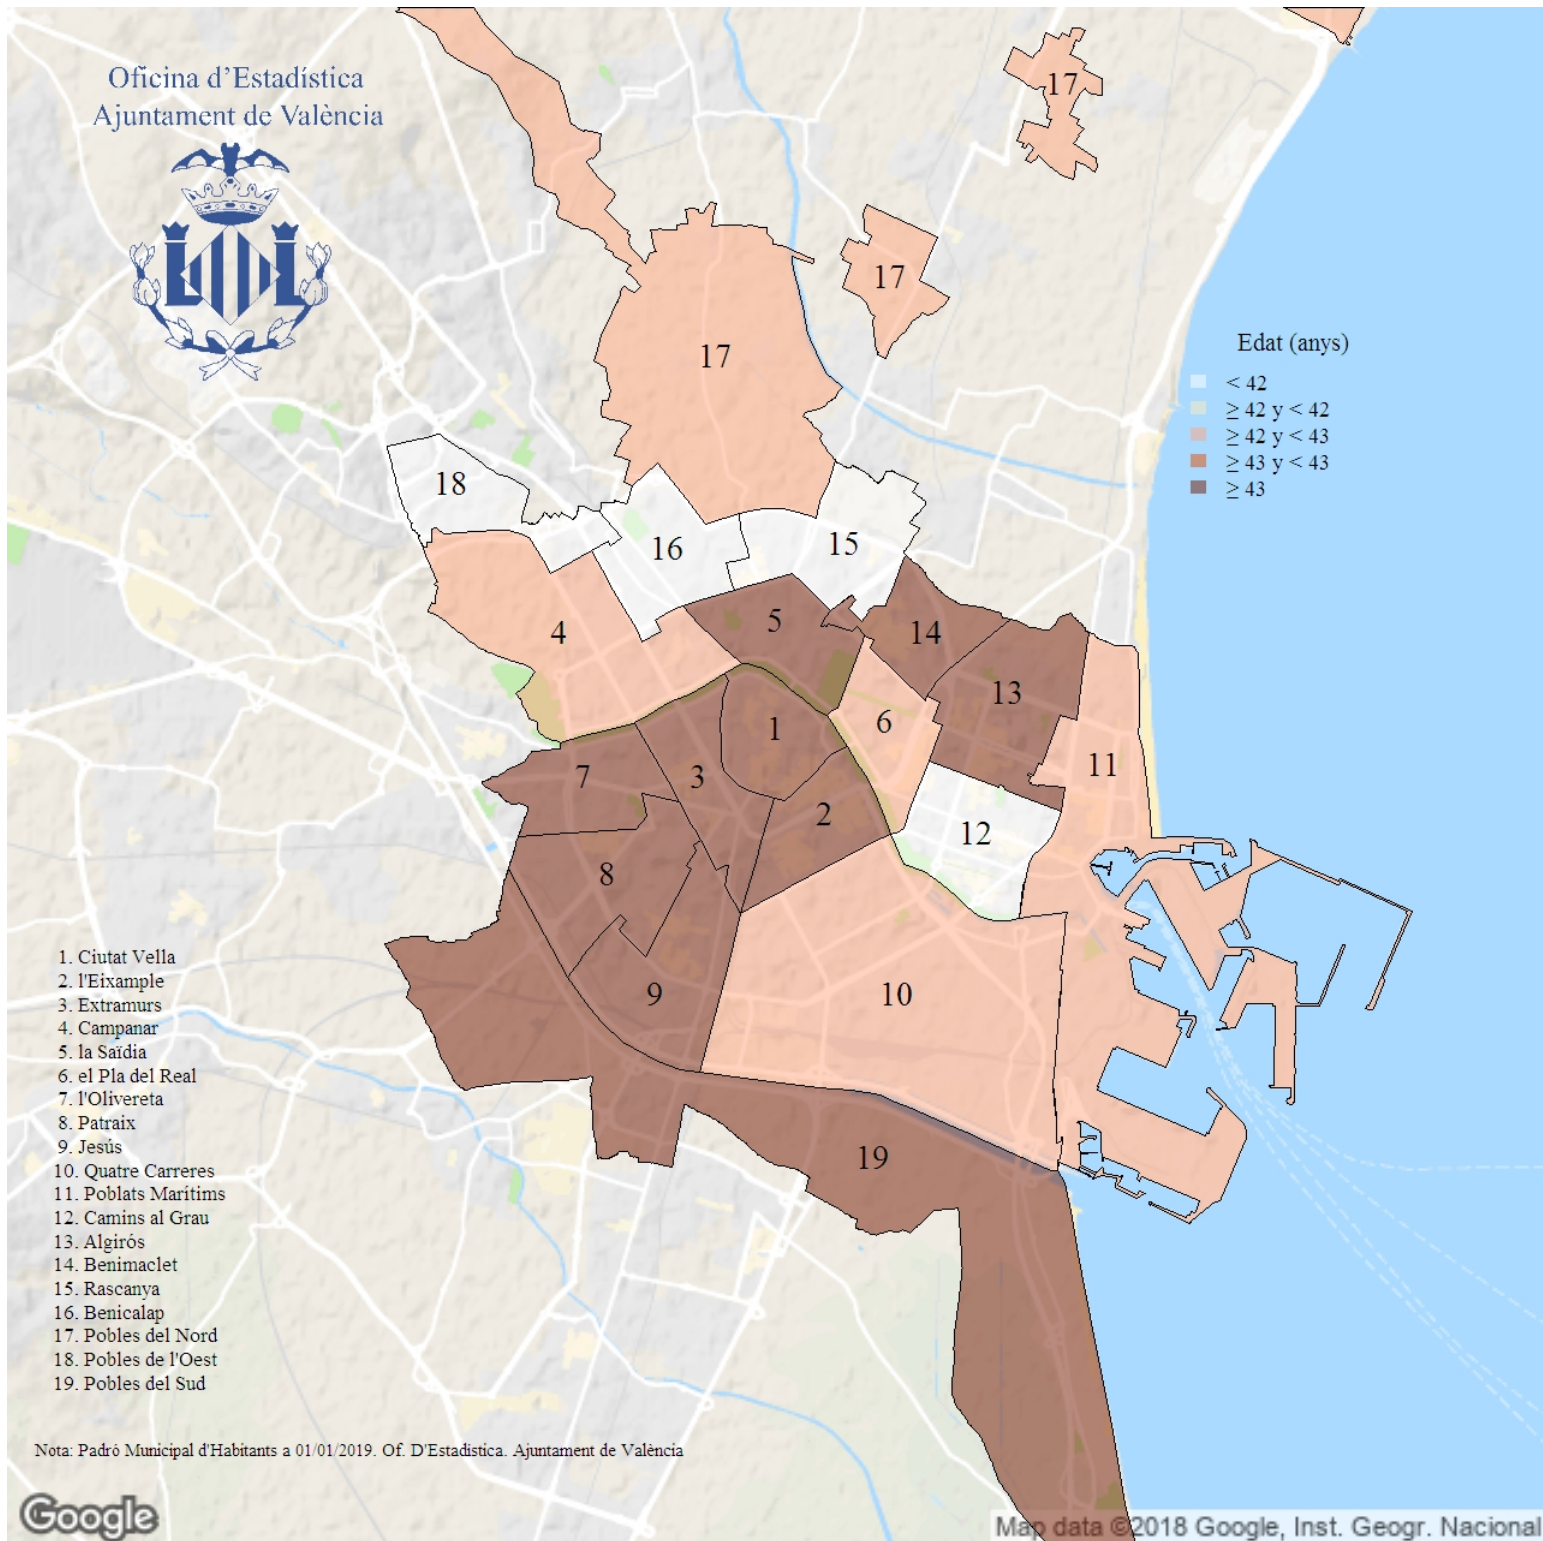 Oficina d'Estadística
Ajuntament de València
17
17
17
Edat (anys)
< 42
≥ 42 y < 42
≥ 42 y < 43
≥ 43 y < 43
≥ 43
18
16
15
4
5
14
13
6
1
11
7
3
2
12
8
9
10
19
1. Ciutat Vella
2. l'Eixample
3. Extramurs
4. Campanar
5. la Saïdia
6. el Pla del Real
7. l'Olivereta
8. Patraix
9. Jesús
10. Quatre Carreres
11. Poblats Marítims
12. Camins al Grau
13. Algirós
14. Benimaclet
15. Rascanya
16. Benicalap
17. Pobles del Nord
18. Pobles de l'Oest
19. Pobles del Sud
Nota: Padró Municipal d'Habitants a 01/01/2019. Of. D'Estadística. Ajuntament de València
Google
Map data ©2018 Google, Inst. Geogr. Nacional